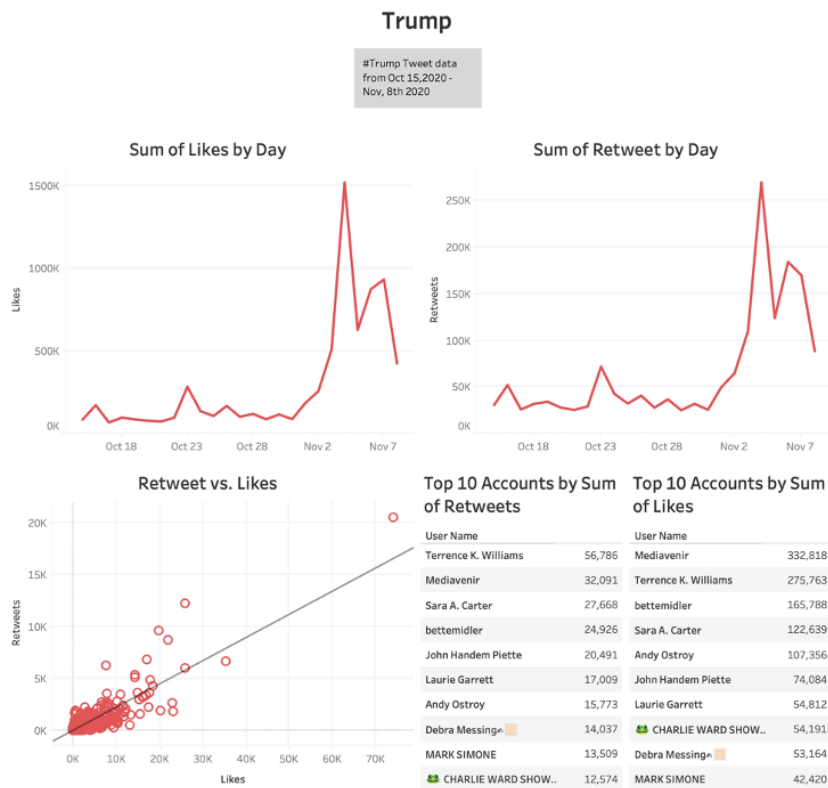 Trump
#Trump Tweet data
from Oct 15,2020 -
Nov, 8th 2020
Sum of Likes by Day
1500K
1000K
500K
0K
Likes
Oct 18 Oct 23 Oct 28 Nov 2 Nov 7
Sum of Retweet by Day
250K
200K
150K
100K
50K
0K
Retweets
Oct 18 Oct 23 Oct 28 Nov 2 Nov 7
Retweet vs. Likes
20K
15K
10K
5K
0K
Retweets
0K 10K 20K 30K 40K 50K 60K 70K
Likes
Top 10 Accounts by Sum
of Retweets
User Name
Terrence K. Williams 56,786
Mediavenir 32,091
Sara A. Carter 27,668
bettemidler 24,926
John Handem Piette 20,491
Laurie Garrett 17,009
Andy Ostroy 15,773
Debra Messing 14,037
MARK SIMONE 13,509
🐸 CHARLIE WARD SHOW.. 12,574
Top 10 Accounts by Sum
of Likes
User Name
Mediavenir 332,818
Terrence K. Williams 275,763
bettemidler 165,788
Sara A. Carter 122,639
Andy Ostroy 107,356
John Handem Piette 74,084
Laurie Garrett 54,812
🐸 CHARLIE WARD SHOW.. 54,191
Debra Messing 53,164
MARK SIMONE 42,420